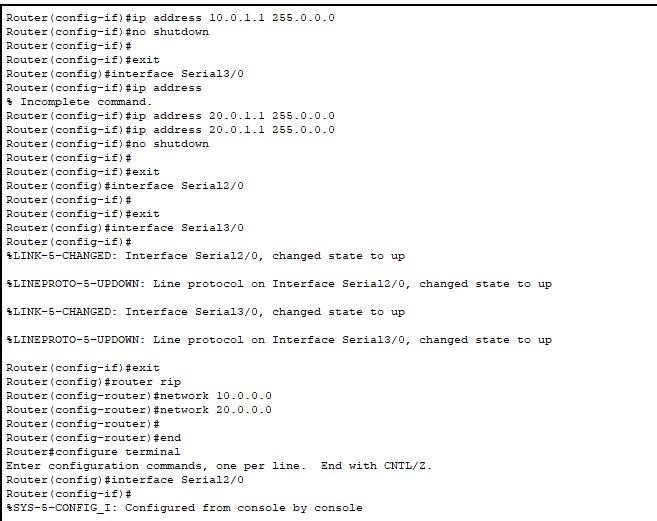 Router(config-if)#ip address 10.0.1.1 255.0.0.0
Router(config-if)#no shutdown
Router(config-if)#
Router(config-if)#exit
Router(config)#interface Serial3/0
Router(config-if)#ip address
% Incomplete command.
Router(config-if)#ip address 20.0.1.1 255.0.0.0
Router(config-if)#ip address 20.0.1.1 255.0.0.0
Router(config-if)#no shutdown
Router(config-if)#
Router(config-if)#exit
Router(config)#interface Serial2/0
Router(config-if)#
Router(config-if)#exit
Router(config)#interface Serial3/0
Router(config-if)#
%LINK-5-CHANGED: Interface Serial2/0, changed state to up
%LINEPROTO-5-UPDOWN: Line protocol on Interface Serial2/0, changed state to up
%LINK-5-CHANGED: Interface Serial3/0, changed state to up
%LINEPROTO-5-UPDOWN: Line protocol on Interface Serial3/0, changed state to up
Router(config-if)#exit
Router(config)#router rip
Router(config-router)#network 10.0.0.0
Router(config-router)#network 20.0.0.0
Router(config-router)#
Router(config-router)#end
Router#configure terminal
Enter configuration commands, one per line.  End with CNTL/Z.
Router(config)#interface Serial2/0
Router(config-if)#
%SYS-5-CONFIG_I: Configured from console by console